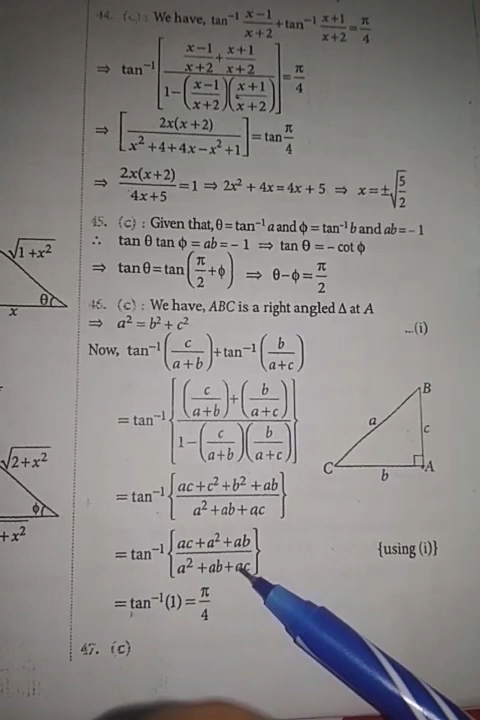 44. (c) : We have, tan⁻¹ (x−1)/(x+2) + tan⁻¹ (x+1)/(x+2) = π/4
⇒ tan⁻¹[((x−1)/(x+2) + (x+1)/(x+2))/(1−((x−1)/(x+2))((x+1)/(x+2)))] = π/4
⇒ [2x(x+2)/(x²+4+4x−x²+1)] = tan π/4
⇒ 2x(x+2)/(4x+5) = 1 ⇒ 2x² + 4x = 4x + 5 ⇒ x = ±√(5/2)
45. (c) : Given that, θ = tan⁻¹ a and ϕ = tan⁻¹ b and ab = −1
∴ tan θ tan ϕ = ab = −1 ⇒ tan θ = − cot ϕ
⇒ tan θ = tan(π/2 + ϕ) ⇒ θ−ϕ = π/2
46. (c) : We have, ABC is a right angled Δ at A
⇒ a² = b² + c² ...(i)
Now, tan⁻¹(c/(a+b)) + tan⁻¹(b/(a+c))
= tan⁻¹{[(c/(a+b)) + (b/(a+c))]/[1−(c/(a+b))(b/(a+c))]}
= tan⁻¹{(ac+c²+b²+ab)/(a²+ab+ac)}
= tan⁻¹{(ac+a²+ab)/(a²+ab+ac)} {using (i)}
= tan⁻¹(1) = π/4
47. (c)
√(1+x²)
θ
x
√(2+x²)
ϕ
+x²
B
a
c
C
b
A